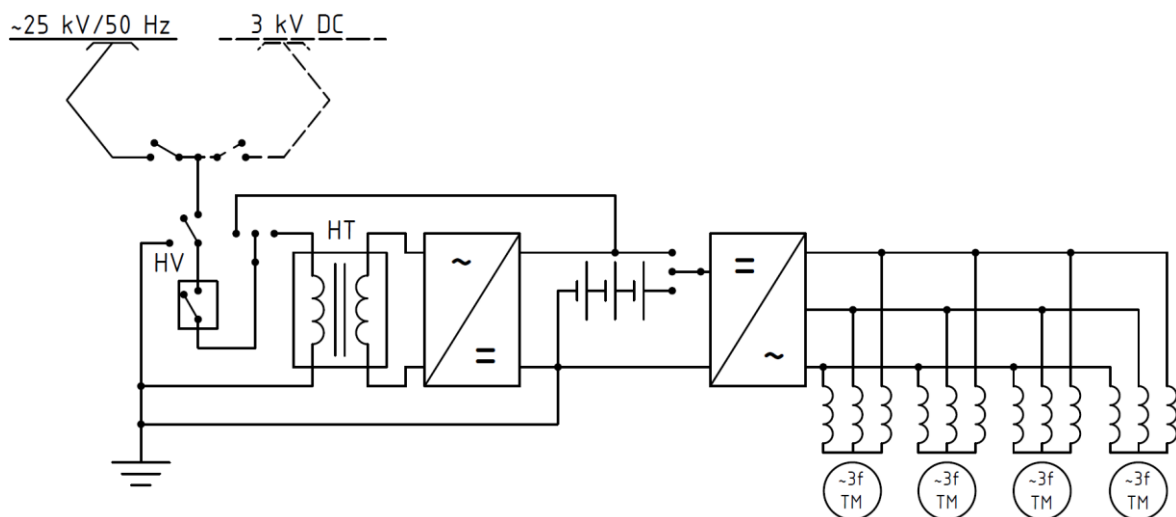 ~25 kV/50 Hz
3 kV DC
HV
HT
~
=
=
~
~3f
TM
~3f
TM
~3f
TM
~3f
TM